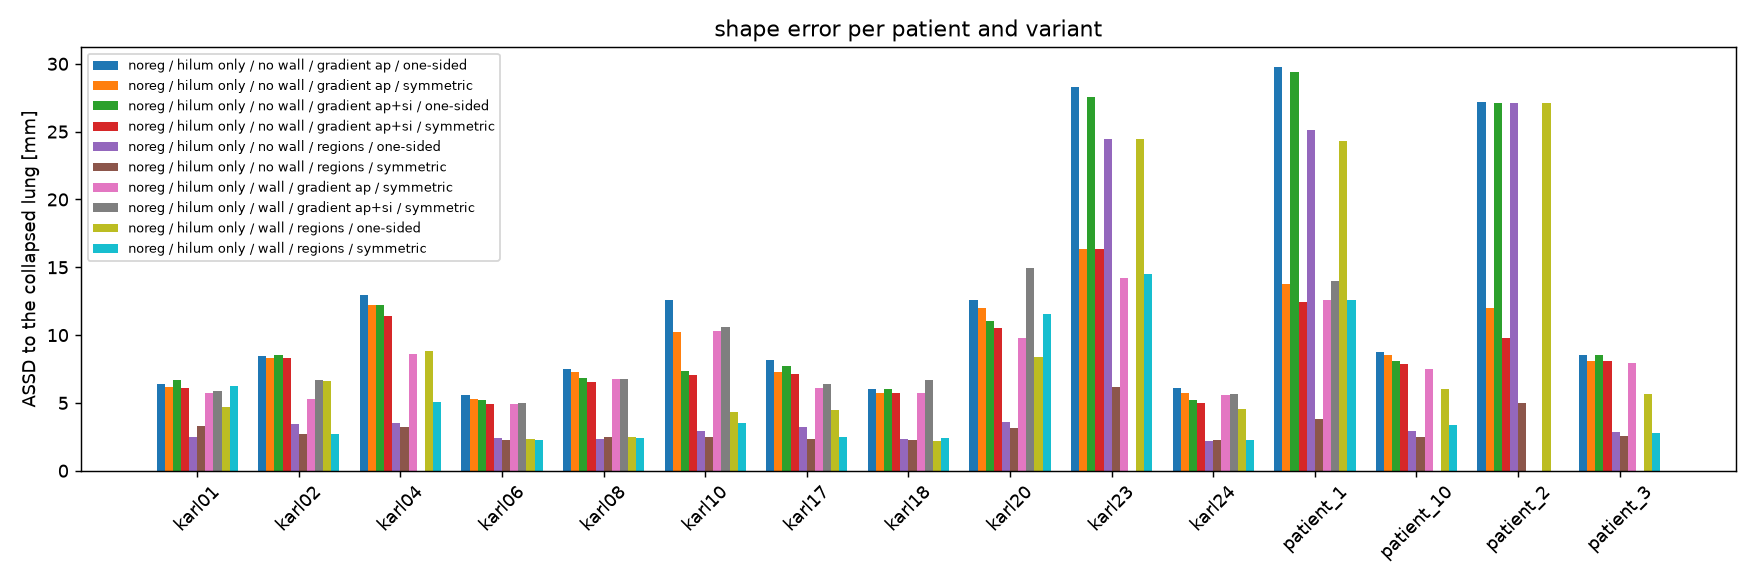 shape error per patient and variant
ASSD to the collapsed lung [mm]
30
25
20
15
10
5
0
noreg / hilum only / no wall / gradient ap / one-sided
noreg / hilum only / no wall / gradient ap / symmetric
noreg / hilum only / no wall / gradient ap+si / one-sided
noreg / hilum only / no wall / gradient ap+si / symmetric
noreg / hilum only / no wall / regions / one-sided
noreg / hilum only / no wall / regions / symmetric
noreg / hilum only / wall / gradient ap / symmetric
noreg / hilum only / wall / gradient ap+si / symmetric
noreg / hilum only / wall / regions / one-sided
noreg / hilum only / wall / regions / symmetric
karl01
karl02
karl04
karl06
karl08
karl10
karl17
karl18
karl20
karl23
karl24
patient_1
patient_10
patient_2
patient_3